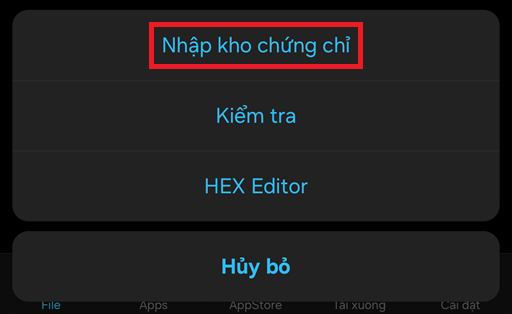 Nhập kho chứng chỉ
Kiểm tra
HEX Editor
Hủy bỏ
File Apps AppStore Tải xuống Cài đặt